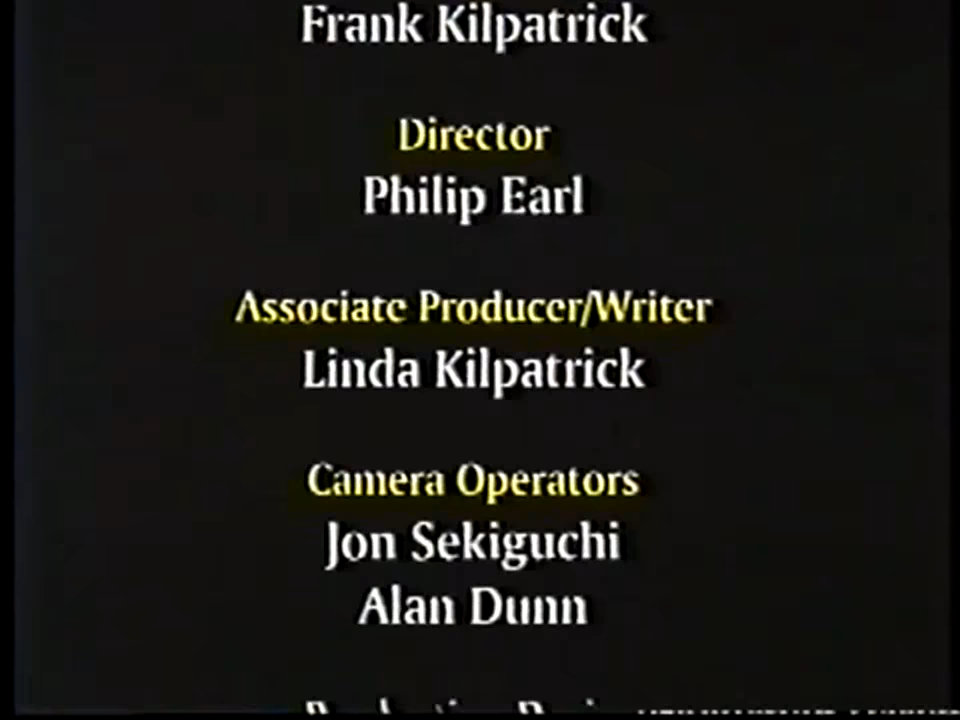 Frank Kilpatrick
Director
Philip Earl
Associate Producer/Writer
Linda Kilpatrick
Camera Operators
Jon Sekiguchi
Alan Dunn